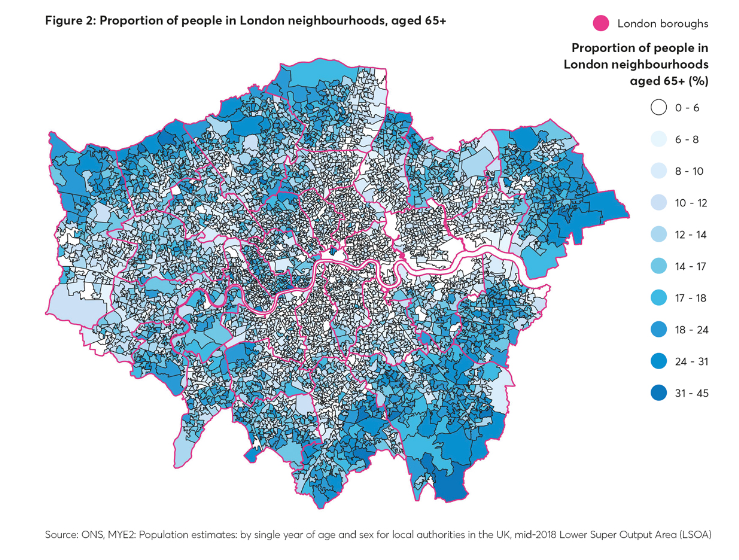 Figure 2: Proportion of people in London neighbourhoods, aged 65+
London boroughs
Proportion of people in
London neighbourhoods
aged 65+ (%)
0 - 6
6 - 8
8 - 10
10 - 12
12 - 14
14 - 17
17 - 18
18 - 24
24 - 31
31 - 45
Source: ONS, MYE2: Population estimates: by single year of age and sex for local authorities in the UK, mid-2018 Lower Super Output Area (LSOA)